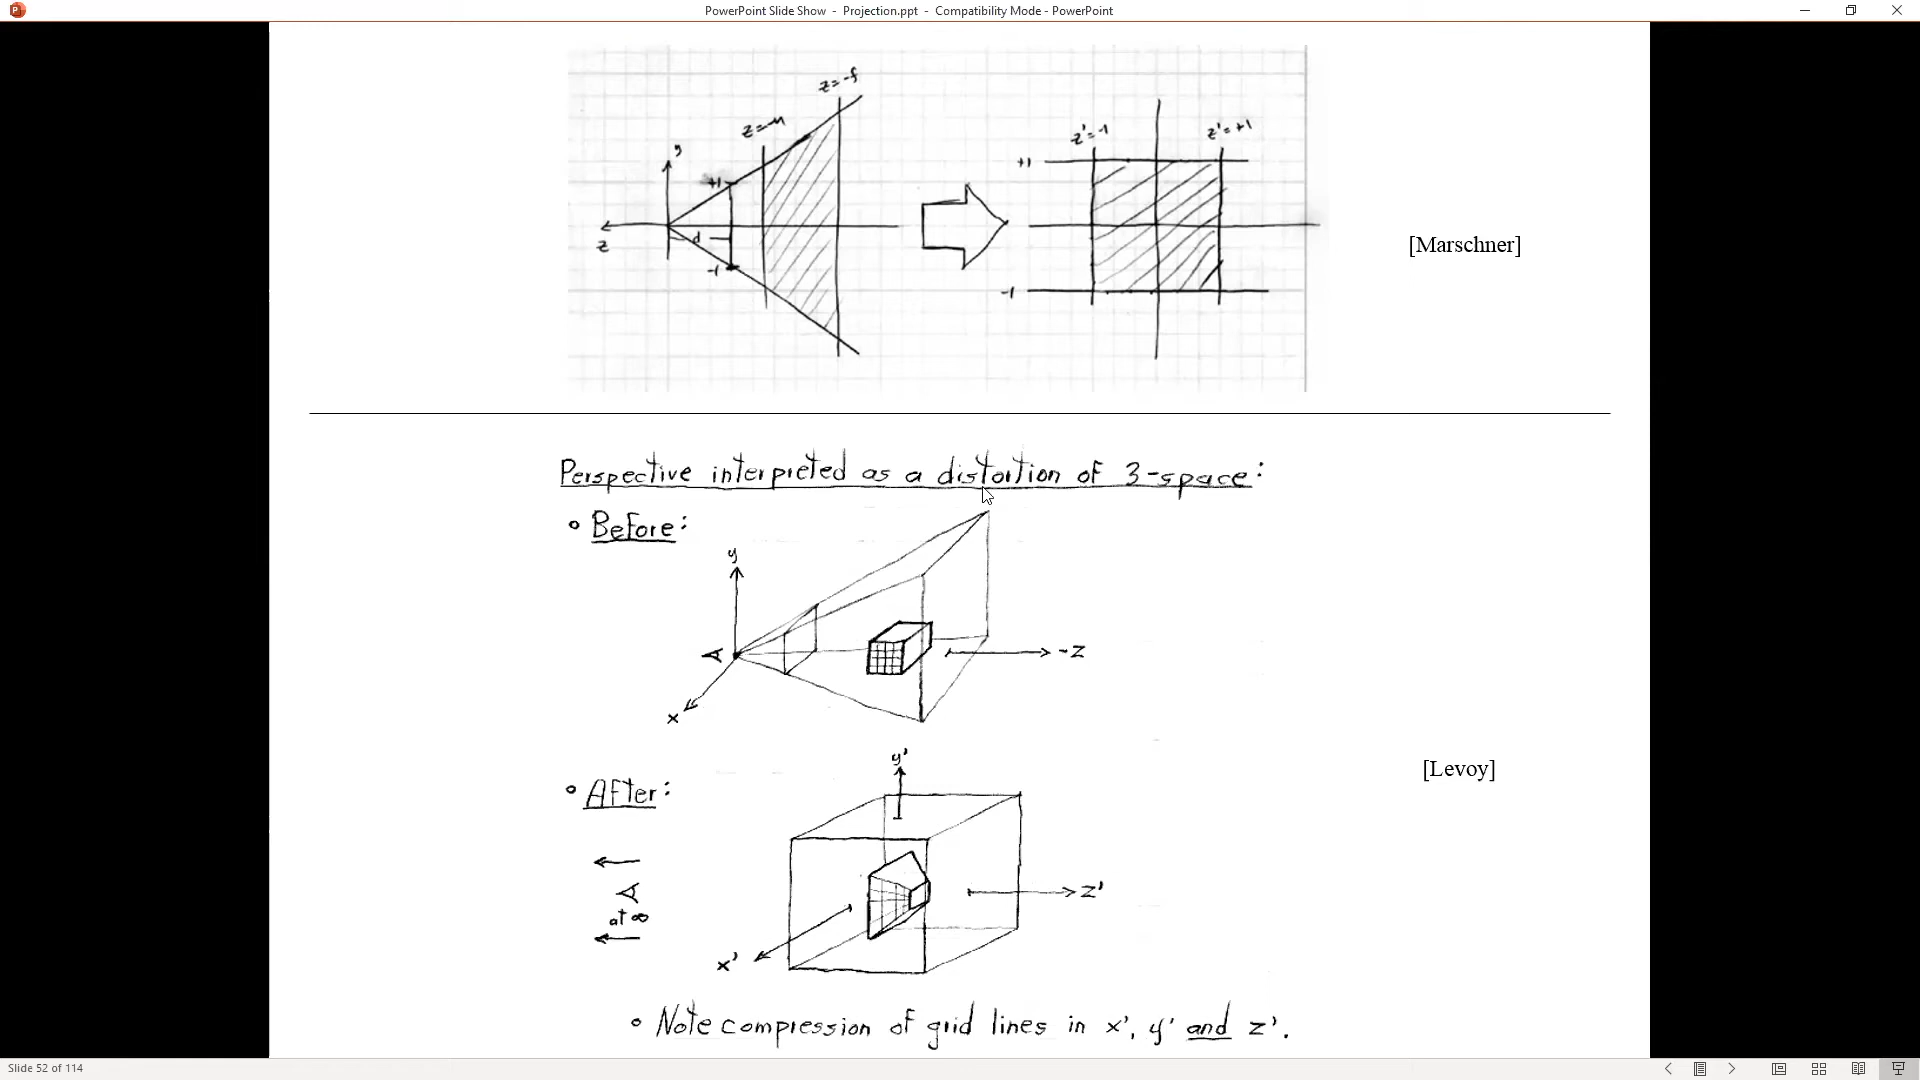 PowerPoint Slide Show - Projection.ppt - Compatibility Mode - PowerPoint
z=-f
z=-n
y
+1
d
z
-1
z'=-1
z'=+1
+1
-1
[Marschner]
Perspective interpreted as a distortion of 3-space:
• Before:
y
-z
x
[Levoy]
• After:
y'
z'
at ∞
x'
• Note compression of grid lines in x', y' and z'.
Slide 52 of 114